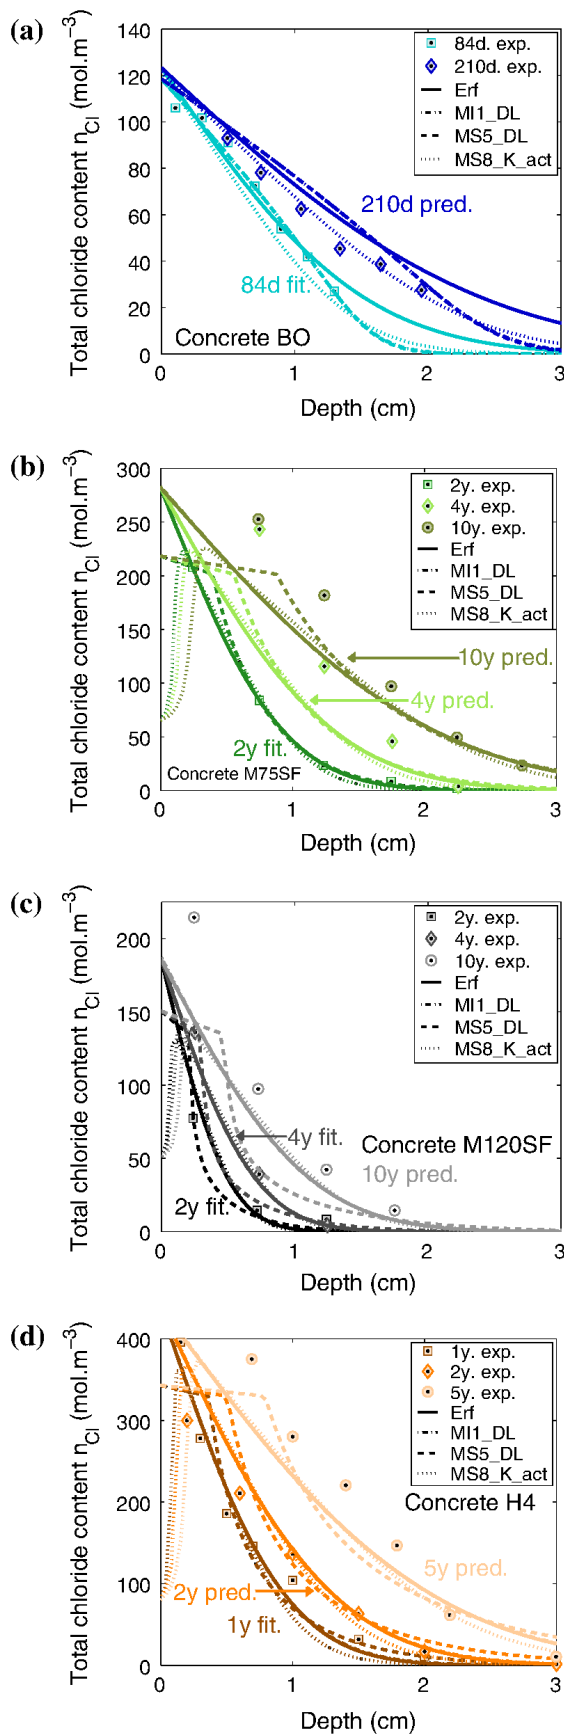 (a)
Total chloride content n_Cl (mol.m⁻³)
140
120
100
80
60
40
20
0
84d. exp.
210d. exp.
Erf
MI1_DL
MS5_DL
MS8_K_act
210d pred.
84d fit.
Concrete BO
0 1 2 3
Depth (cm)
(b)
Total chloride content n_Cl (mol.m⁻³)
300
250
200
150
100
50
0
2y. exp.
4y. exp.
10y. exp.
Erf
MI1_DL
MS5_DL
MS8_K_act
10y pred.
4y pred.
2y fit.
Concrete M75SF
0 1 2 3
Depth (cm)
(c)
Total chloride content n_Cl (mol.m⁻³)
200
150
100
50
0
2y. exp.
4y. exp.
10y. exp.
Erf
MI1_DL
MS5_DL
MS8_K_act
4y fit.
Concrete M120SF
10y pred.
2y fit.
0 1 2 3
Depth (cm)
(d)
Total chloride content n_Cl (mol.m⁻³)
400
300
200
100
0
1y. exp.
2y. exp.
5y. exp.
Erf
MI1_DL
MS5_DL
MS8_K_act
Concrete H4
5y pred.
2y pred.
1y fit.
0 1 2 3
Depth (cm)